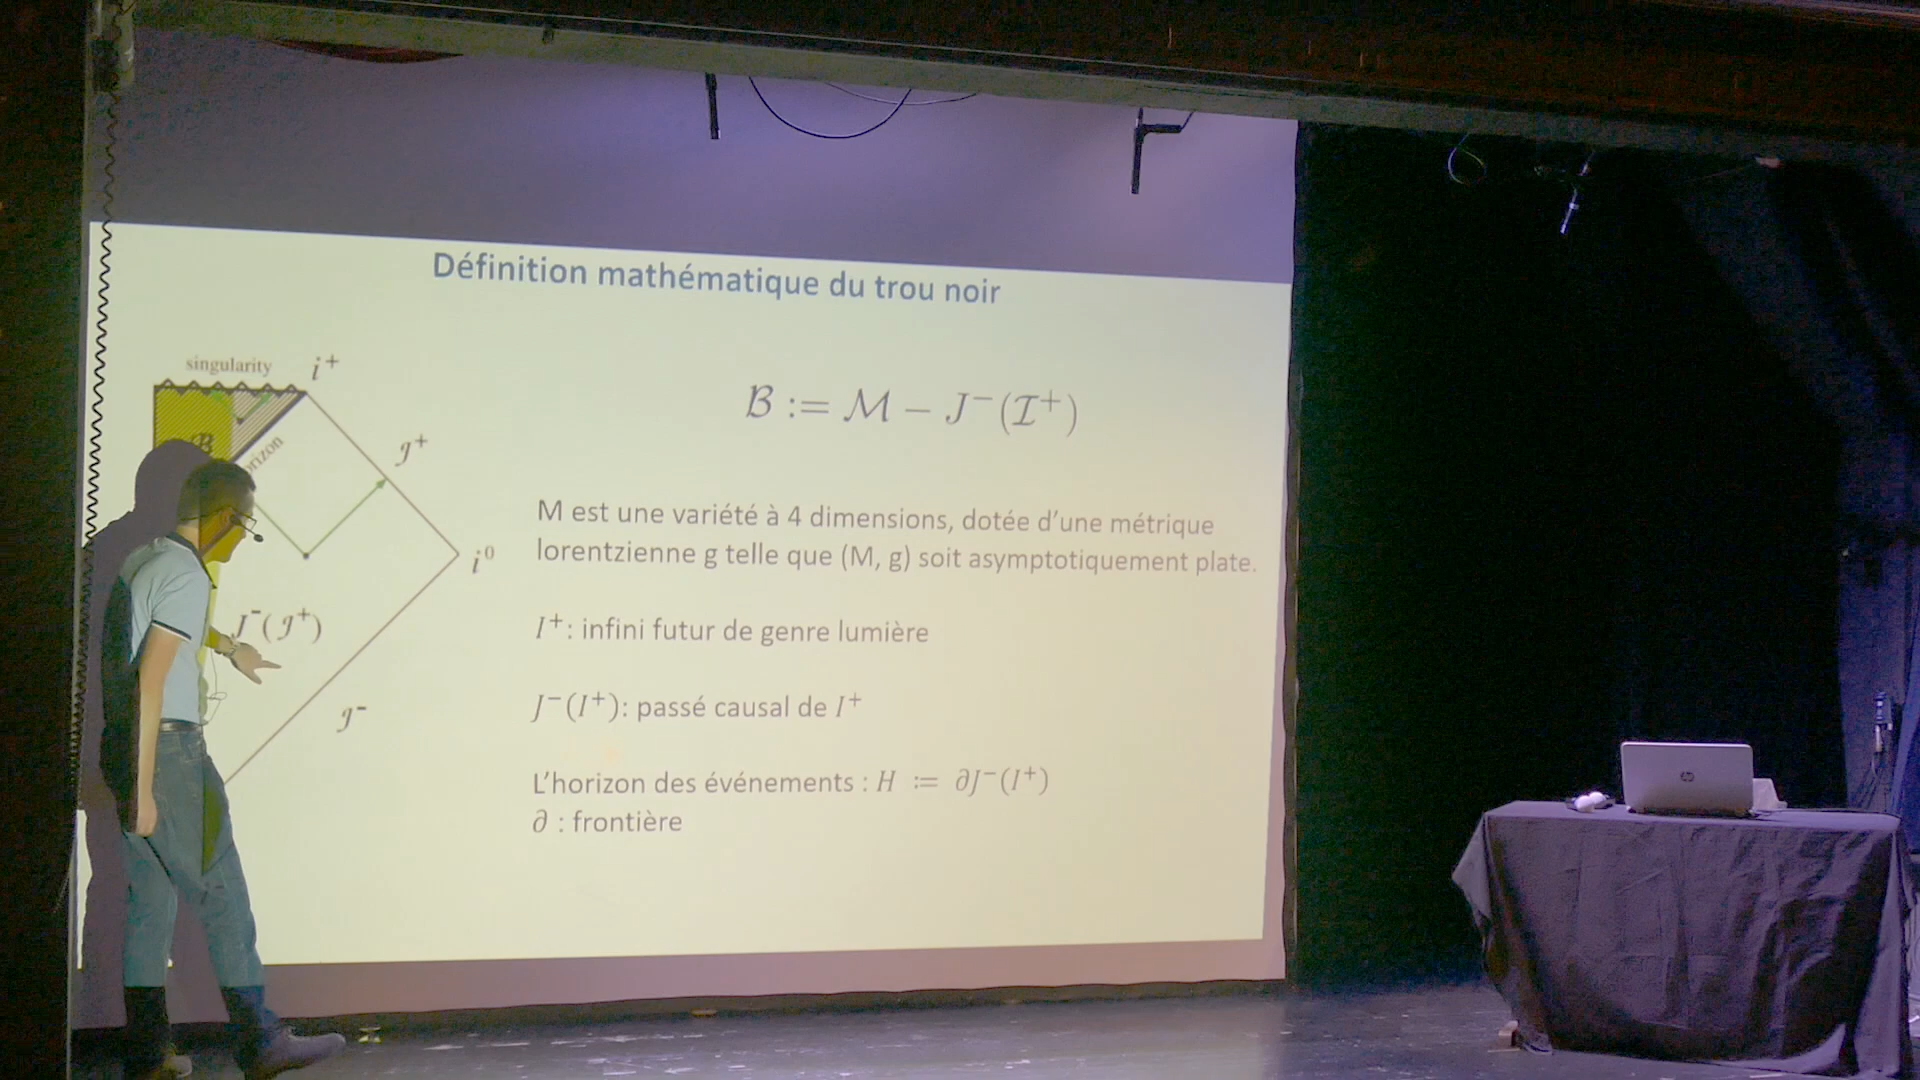 Définition mathématique du trou noir
singularity
i⁺
ℬ := ℳ − J⁻(ℐ⁺)
ℐ⁺
ℬ
M est une variété à 4 dimensions, dotée d'une métrique
lorentzienne g telle que (M, g) soit asymptotiquement plate.
i⁰
J⁻(ℐ⁺)
I⁺: infini futur de genre lumière
ℐ⁻
J⁻(I⁺): passé causal de I⁺
L'horizon des événements : H := ∂J⁻(I⁺)
∂ : frontière
hp